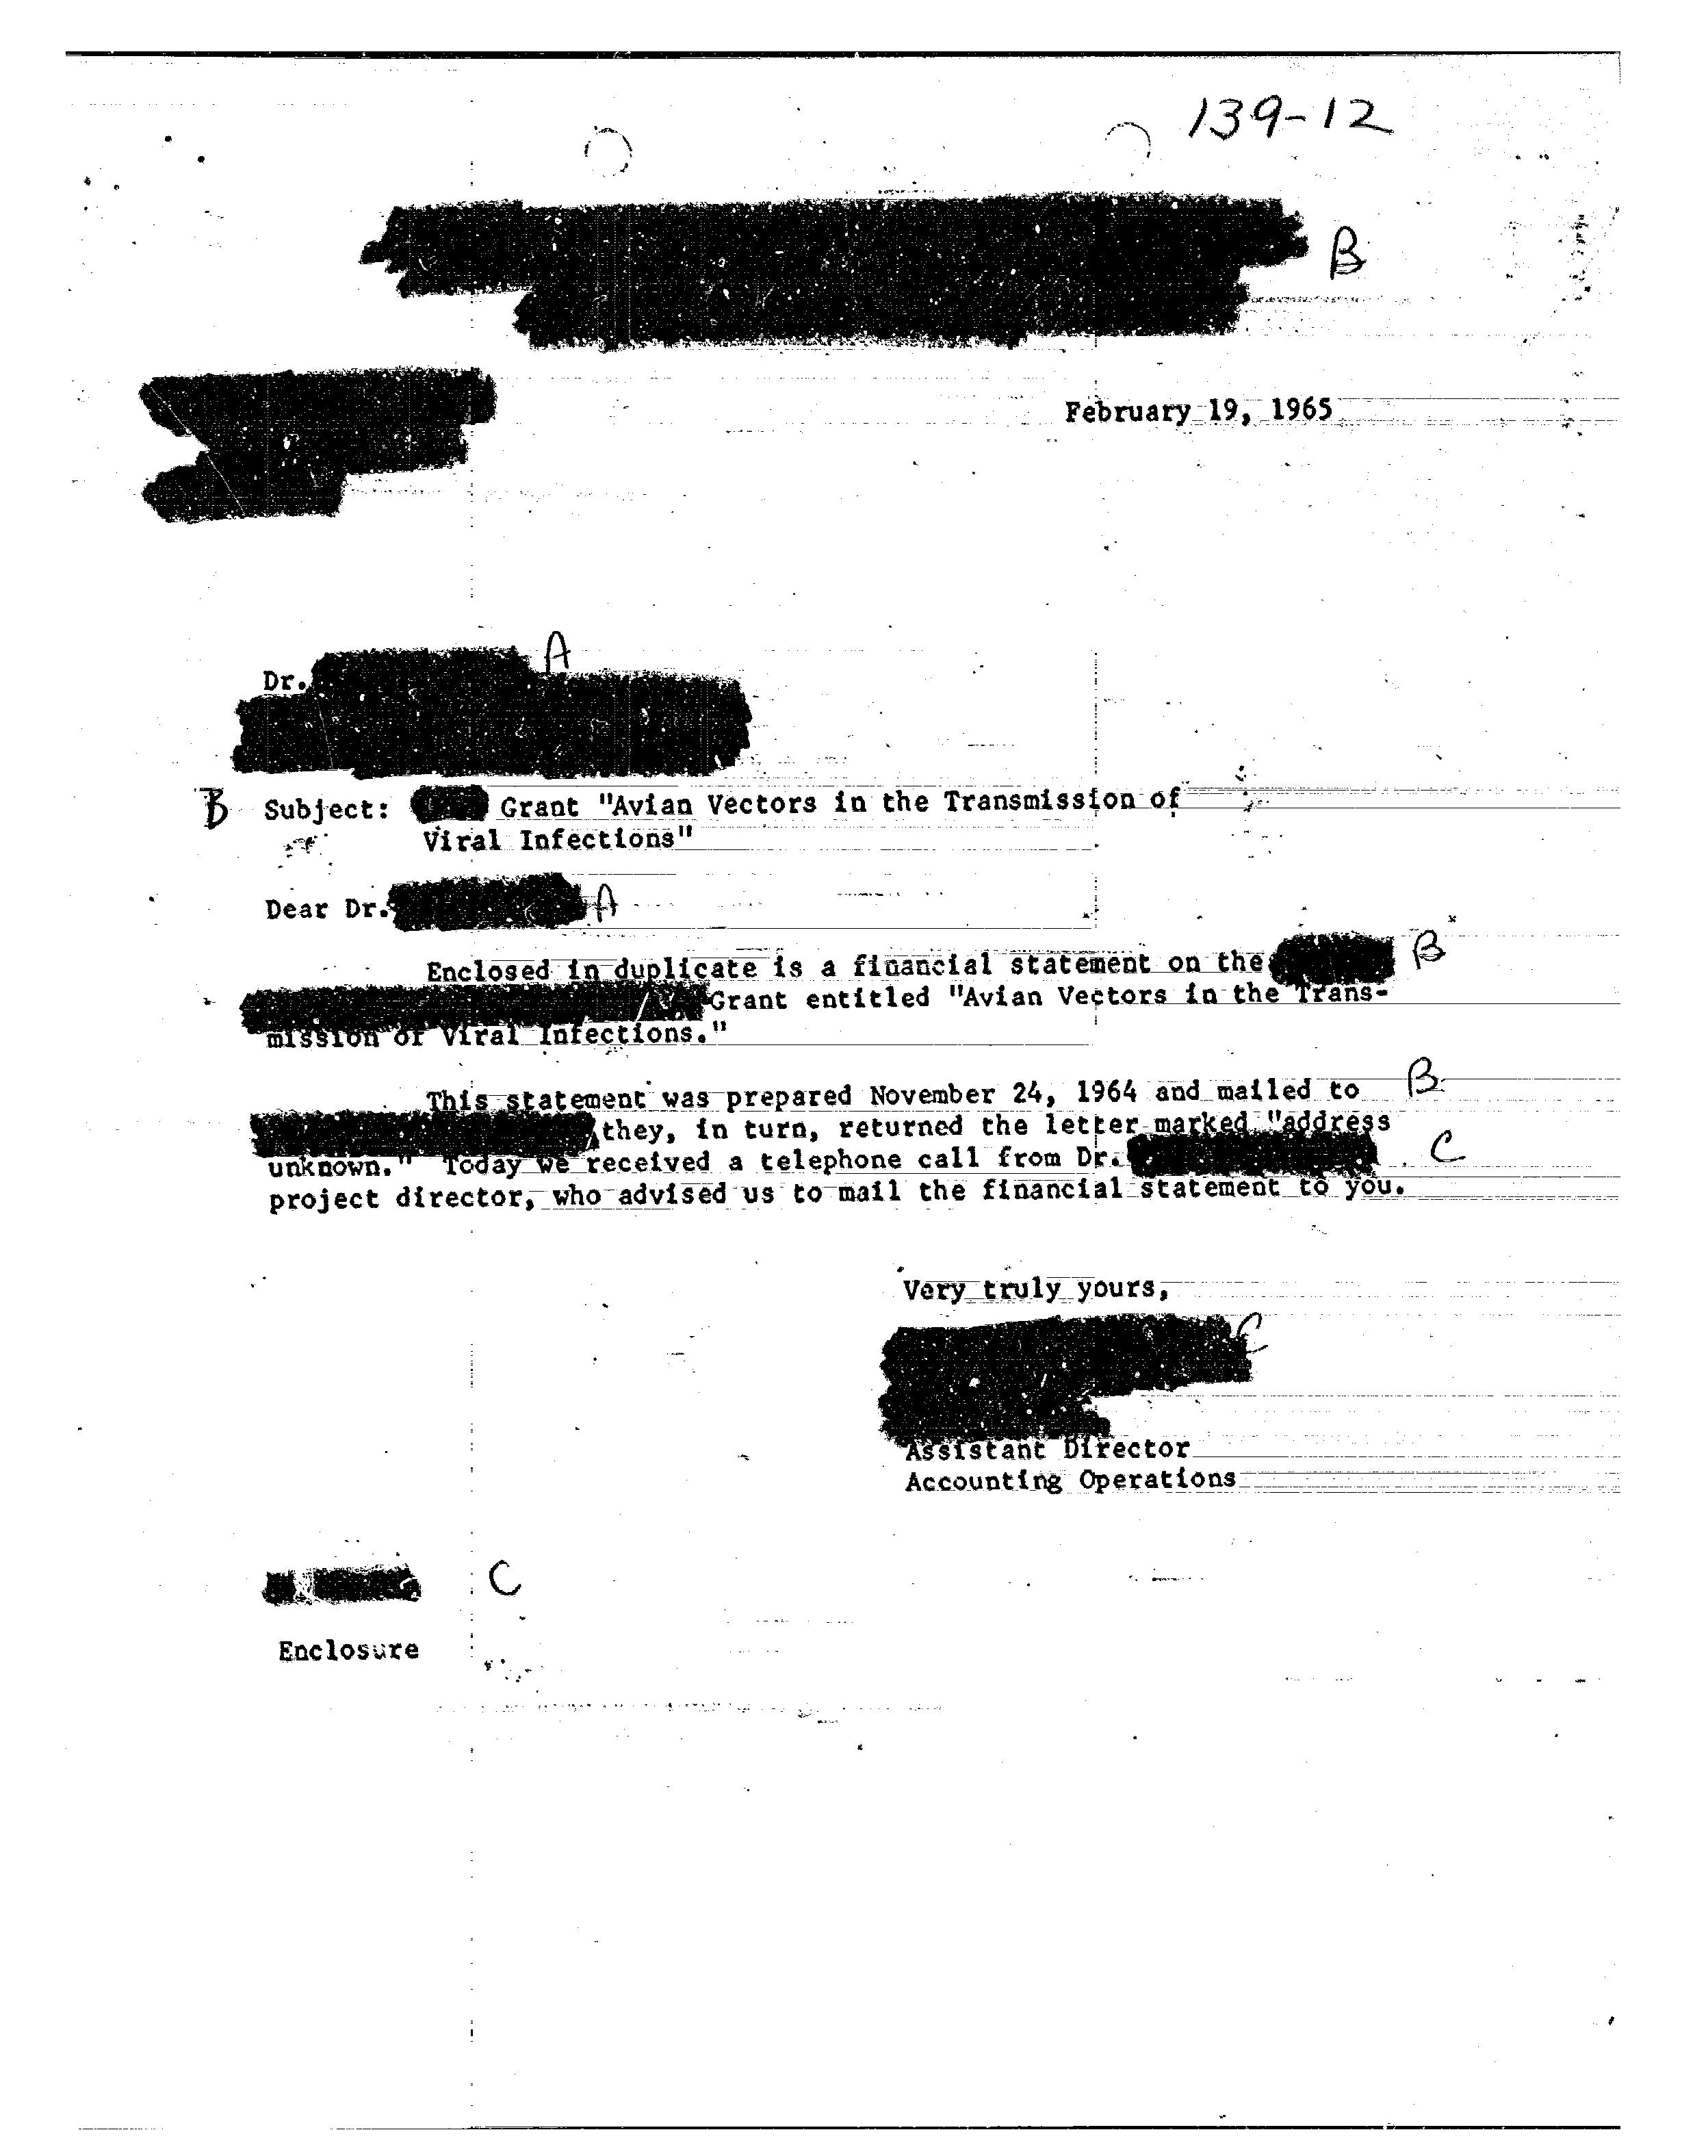 139-12
B
February 19, 1965
A
Dr.
B Subject: Grant "Avian Vectors in the Transmission of
Viral Infections"
Dear Dr. A
Enclosed in duplicate is a financial statement on the B
Grant entitled "Avian Vectors in the Trans-
mission of Viral Infections."
This statement was prepared November 24, 1964 and mailed to B
they, in turn, returned the letter marked "address
unknown." Today we received a telephone call from Dr. C
project director, who advised us to mail the financial statement to you.
Very truly yours,
C
Assistant Director
Accounting Operations
C
Enclosure